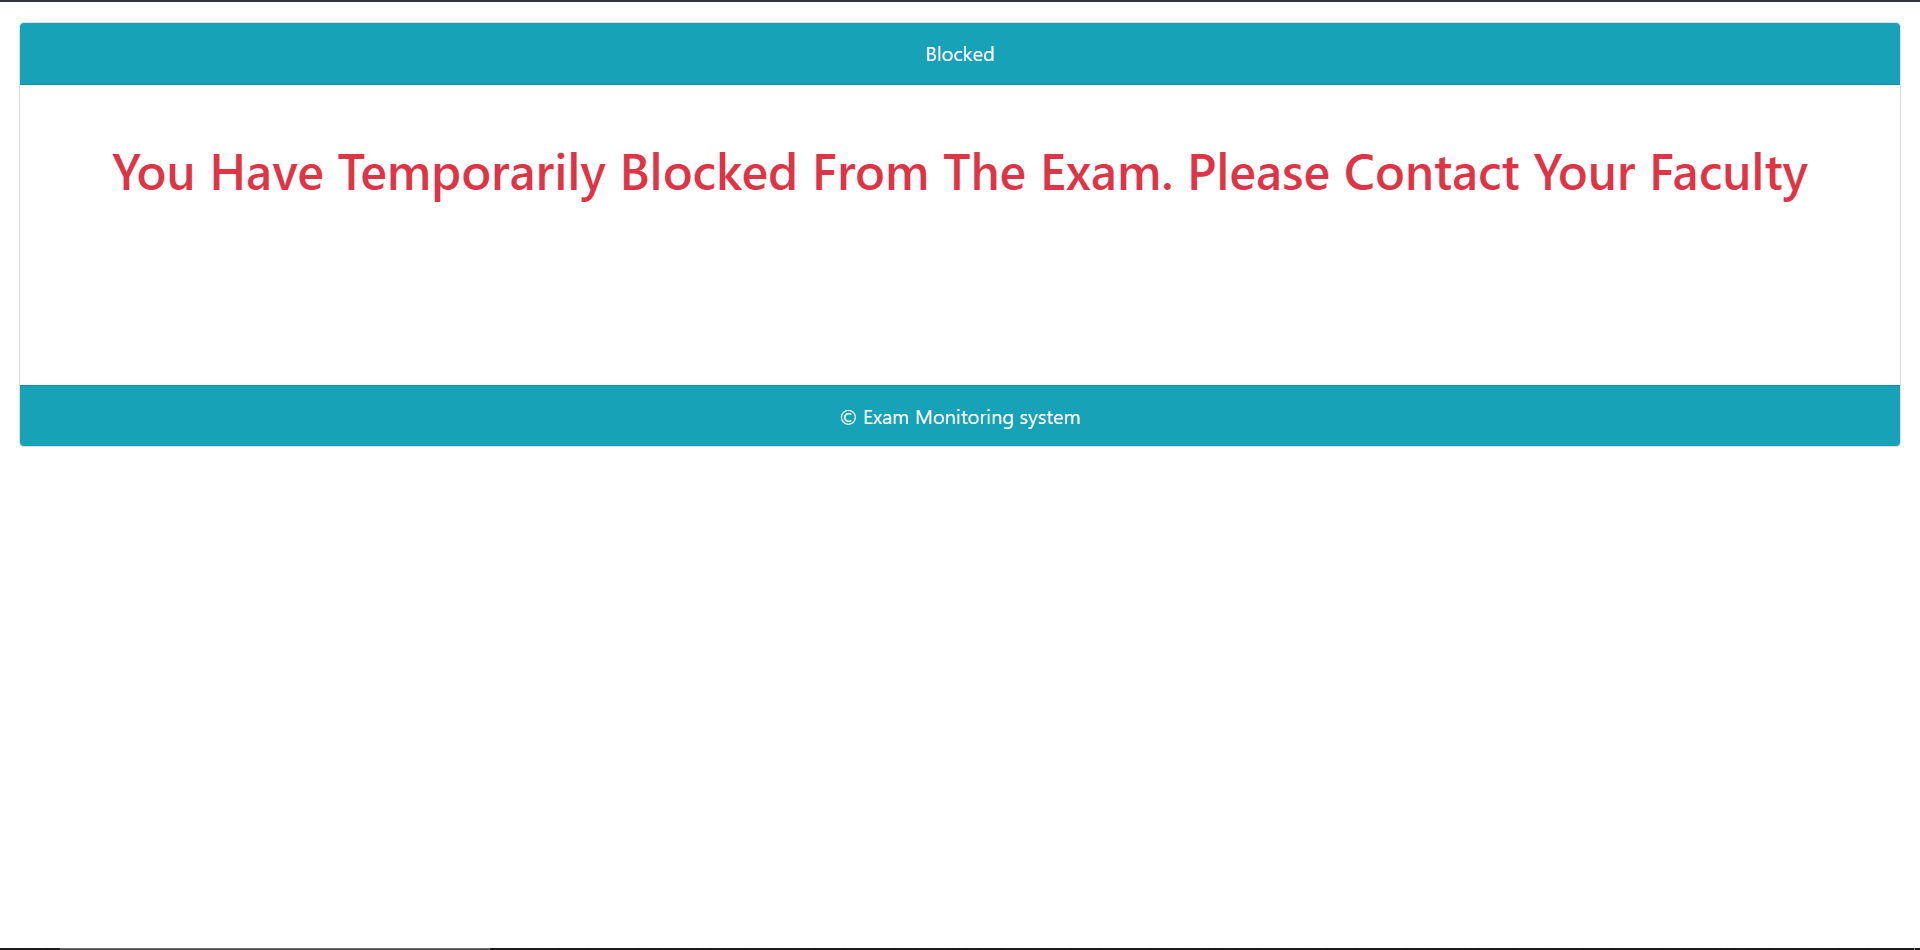 Blocked
You Have Temporarily Blocked From The Exam. Please Contact Your Faculty
© Exam Monitoring system